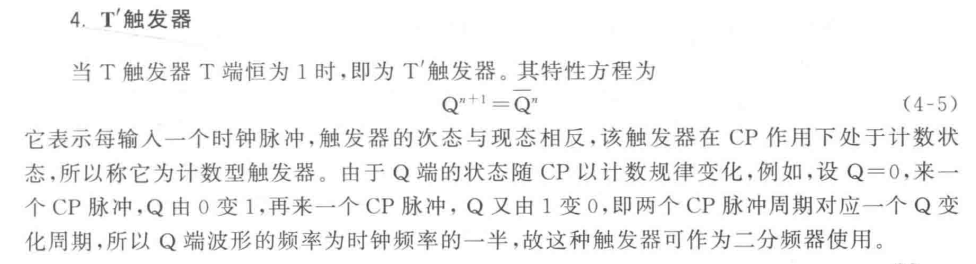 4. T′触发器
当 T 触发器 T 端恒为 1 时,即为 T′触发器。其特性方程为
Qⁿ⁺¹=Q̅ⁿ (4-5)
它表示每输入一个时钟脉冲,触发器的次态与现态相反,该触发器在 CP 作用下处于计数状
态,所以称它为计数型触发器。由于 Q 端的状态随 CP 以计数规律变化,例如,设 Q=0,来一
个 CP 脉冲,Q 由 0 变 1,再来一个 CP 脉冲, Q 又由 1 变 0,即两个 CP 脉冲周期对应一个 Q 变
化周期,所以 Q 端波形的频率为时钟频率的一半,故这种触发器可作为二分频器使用。